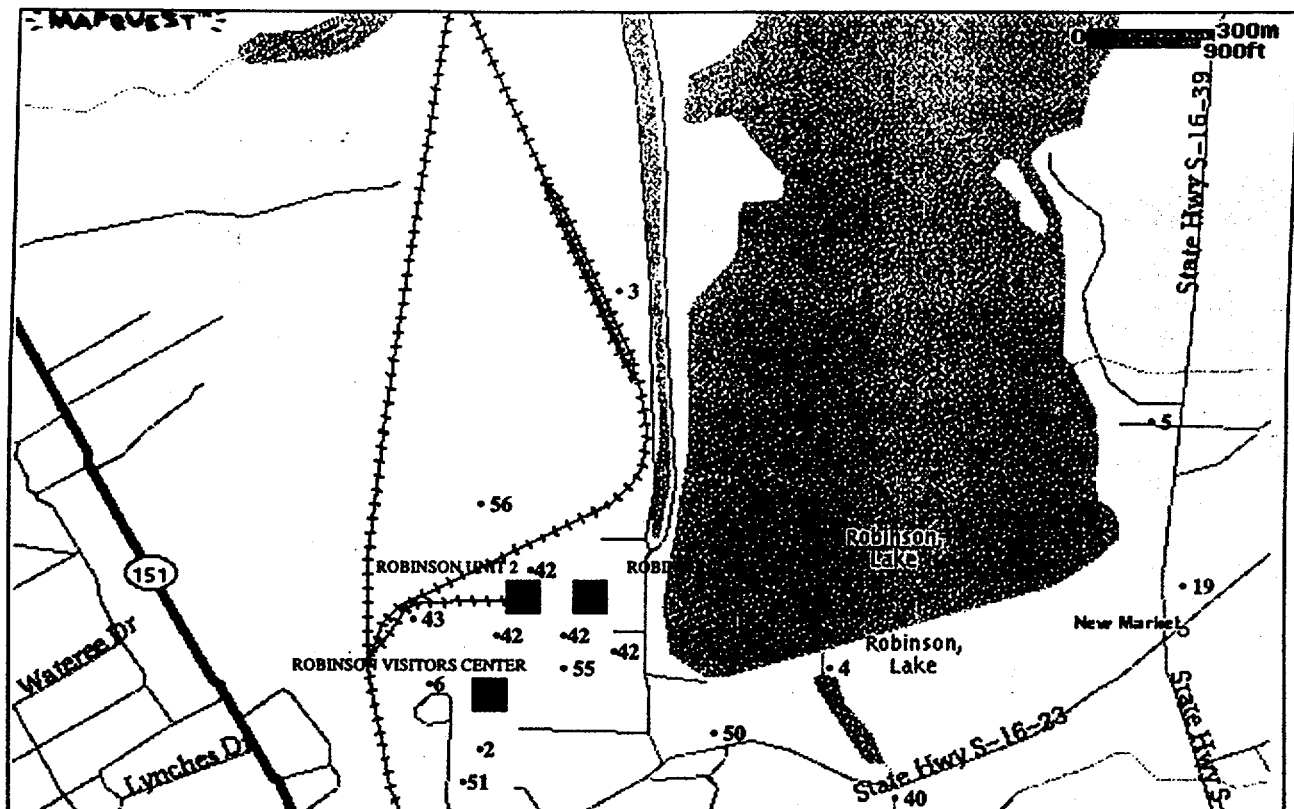 MAPQUEST
0 300m
900ft
State Hwy S-16-39
3
5
56
Robinson,
Lake
ROBINSON UNIT 2
42
151
19
43
New Market
42
42
42
Robinson,
Lake
ROBINSON VISITORS CENTER
55
4
6
Wateree Dr
State Hwy S
50
State Hwy S-16-23
2
Lynches Dr
51
40